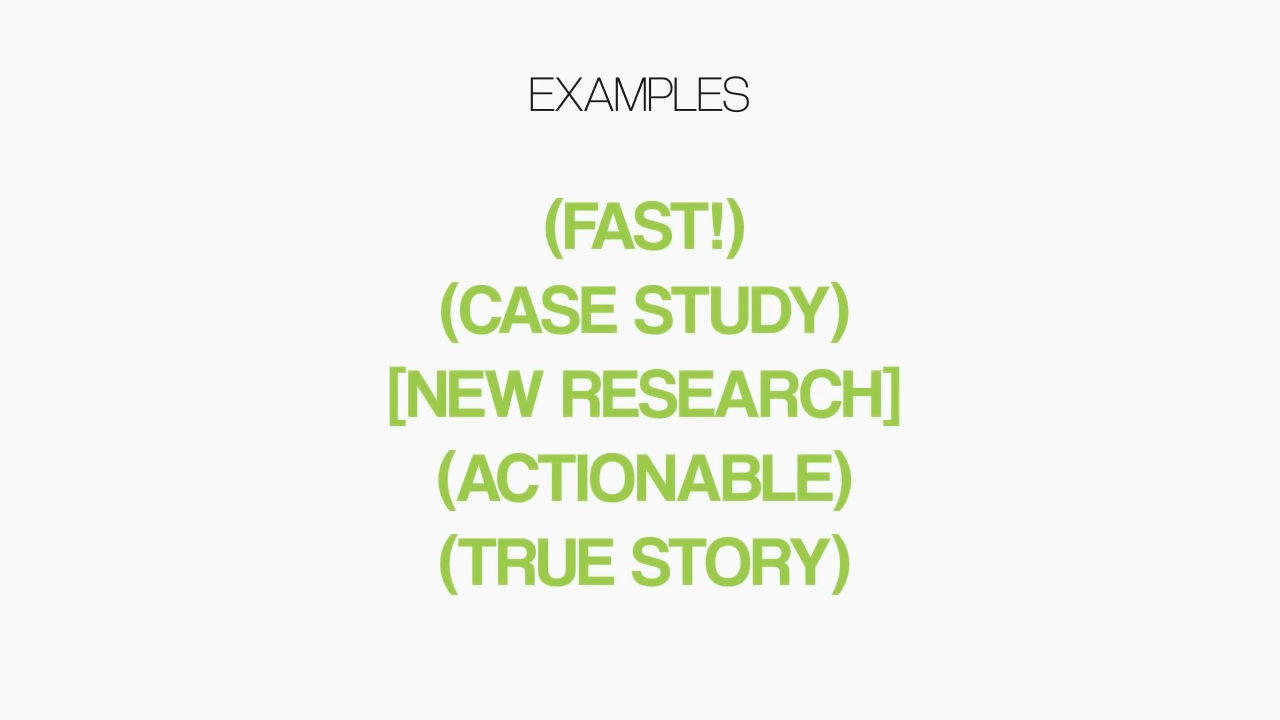 EXAMPLES
(FAST!)
(CASE STUDY)
[NEW RESEARCH]
(ACTIONABLE)
(TRUE STORY)